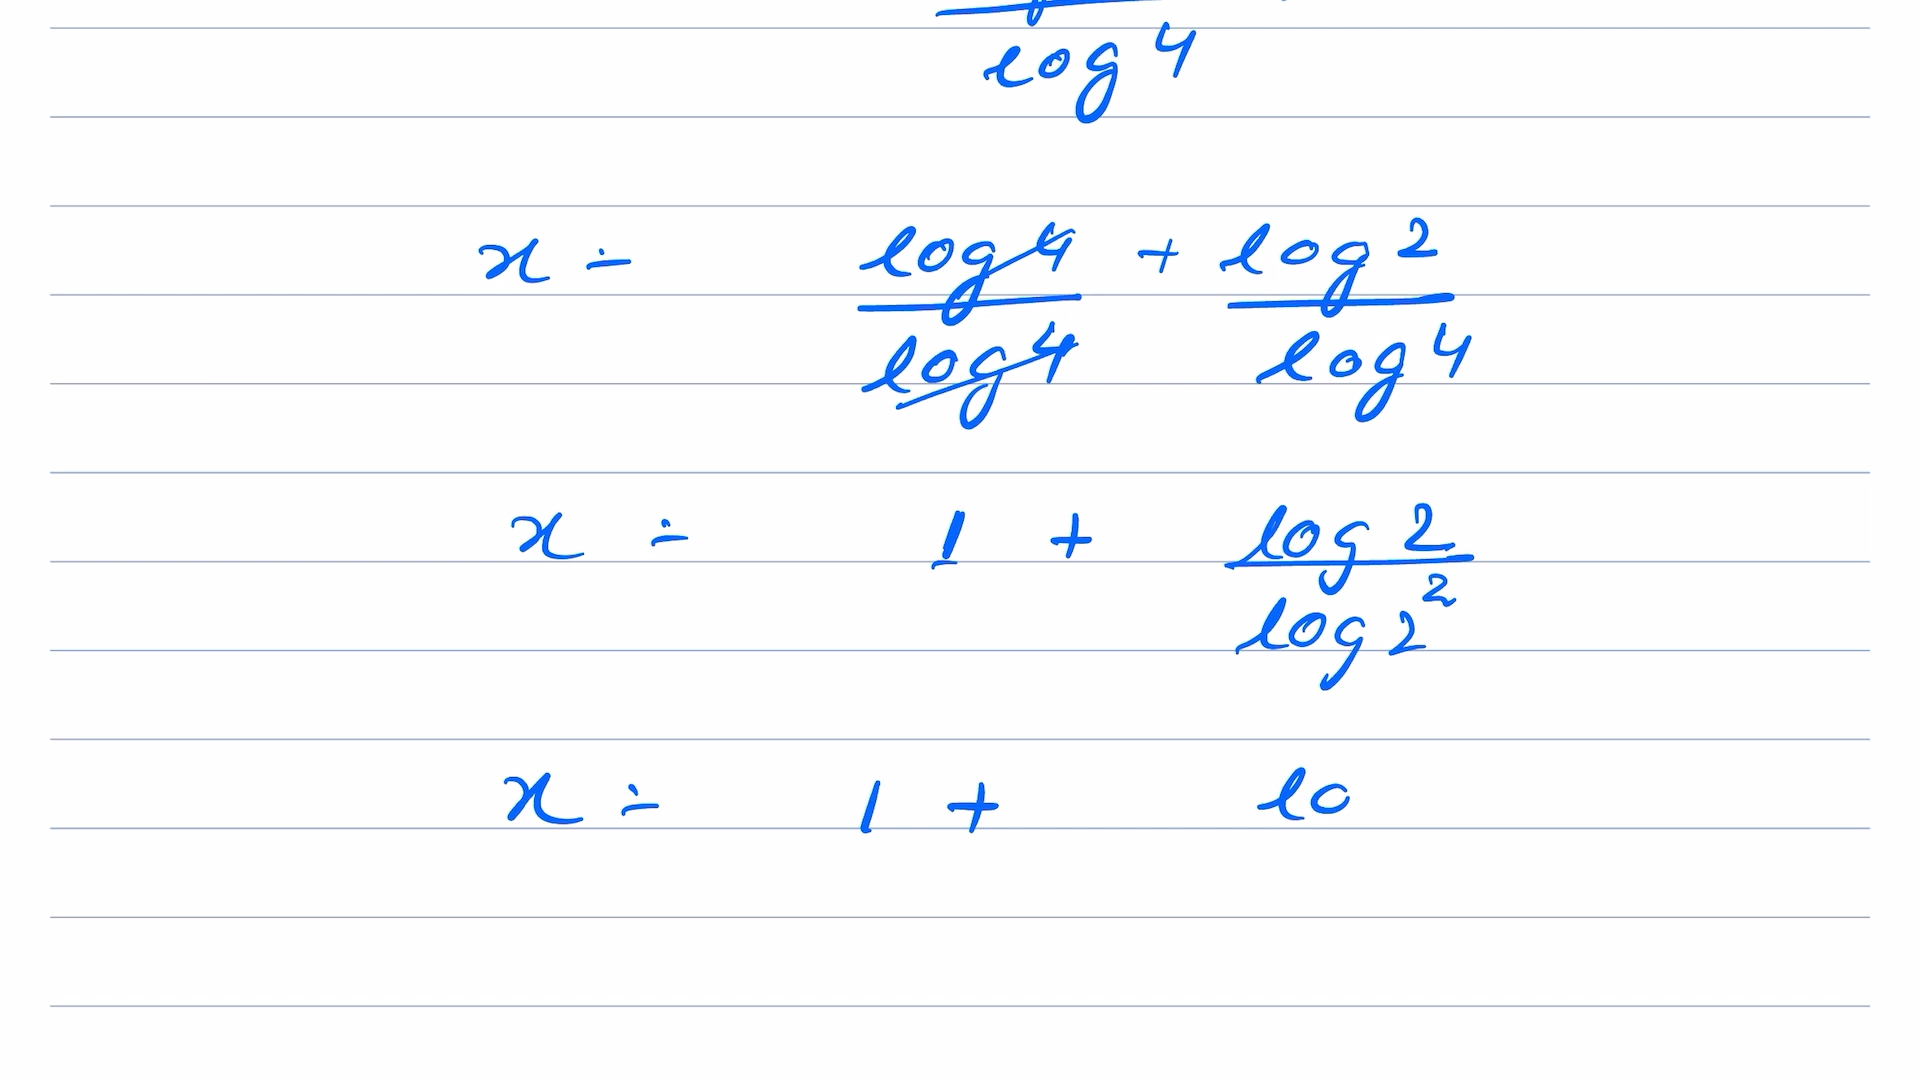 log 4
x = log 4 / log 4 + log 2 / log 4
x = 1 + log 2 / log 2²
x = 1 + lo